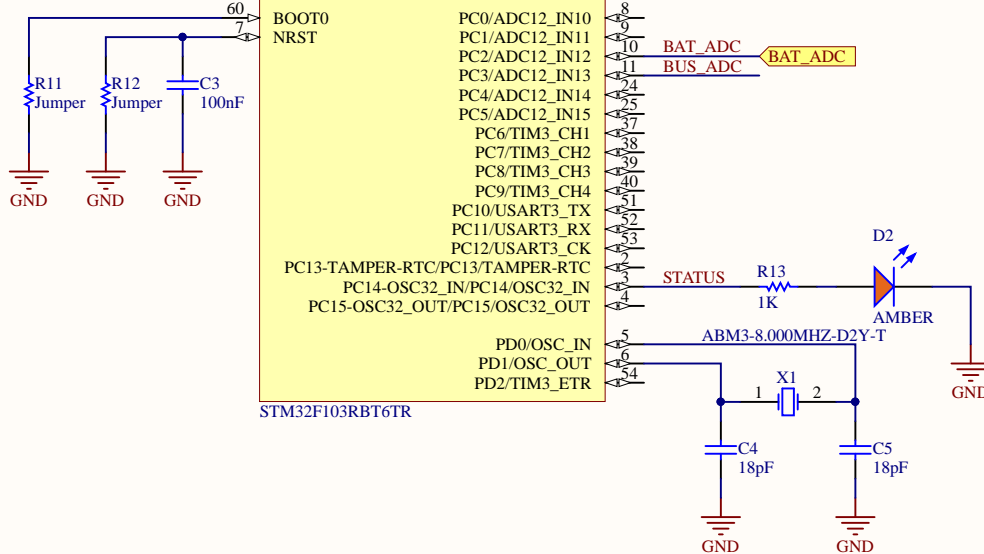 60
BOOT0
7
NRST
R11
Jumper
R12
Jumper
C3
100nF
GND
GND
GND
PC0/ADC12_IN10
8
PC1/ADC12_IN11
9
PC2/ADC12_IN12
10
BAT_ADC
BAT_ADC
PC3/ADC12_IN13
11
BUS_ADC
PC4/ADC12_IN14
24
PC5/ADC12_IN15
25
PC6/TIM3_CH1
37
PC7/TIM3_CH2
38
PC8/TIM3_CH3
39
PC9/TIM3_CH4
40
PC10/USART3_TX
51
PC11/USART3_RX
52
PC12/USART3_CK
53
PC13-TAMPER-RTC/PC13/TAMPER-RTC
2
PC14-OSC32_IN/PC14/OSC32_IN
3
STATUS
R13
1K
D2
AMBER
GND
PC15-OSC32_OUT/PC15/OSC32_OUT
4
PD0/OSC_IN
5
ABM3-8.000MHZ-D2Y-T
PD1/OSC_OUT
6
PD2/TIM3_ETR
54
STM32F103RBT6TR
X1
1
2
C4
18pF
C5
18pF
GND
GND